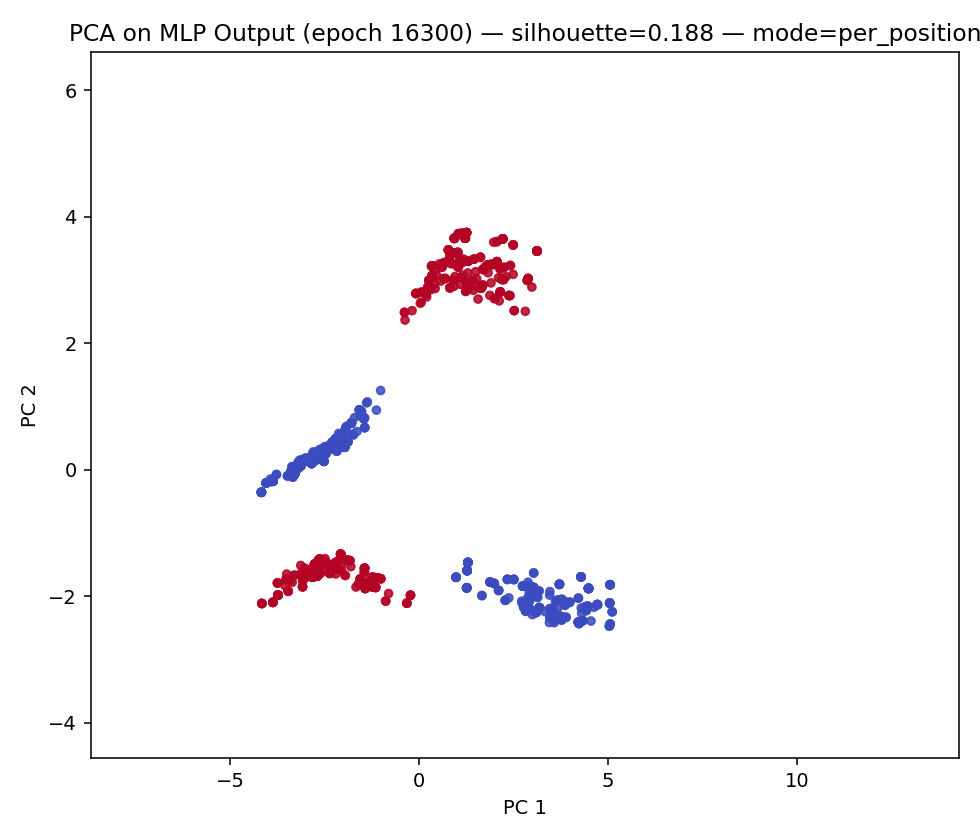 PCA on MLP Output (epoch 16300) — silhouette=0.188 — mode=per_position
6
4
2
0
−2
−4
PC 2
−5 0 5 10
PC 1